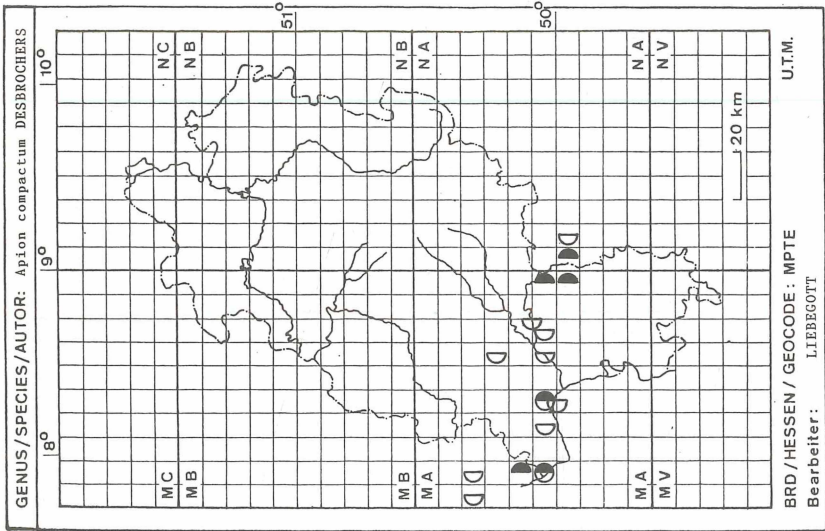 GENUS/SPECIES/AUTOR: Apion compactum DESBROCHERS
8° 9° 10°
MC NC
MB NB
51
MB NB
MA NA
50°
MA NA
MV NV
20 km
BRD/HESSEN/GEOCODE: MPTE U.T.M.
Bearbeiter: LIEBEGOTT